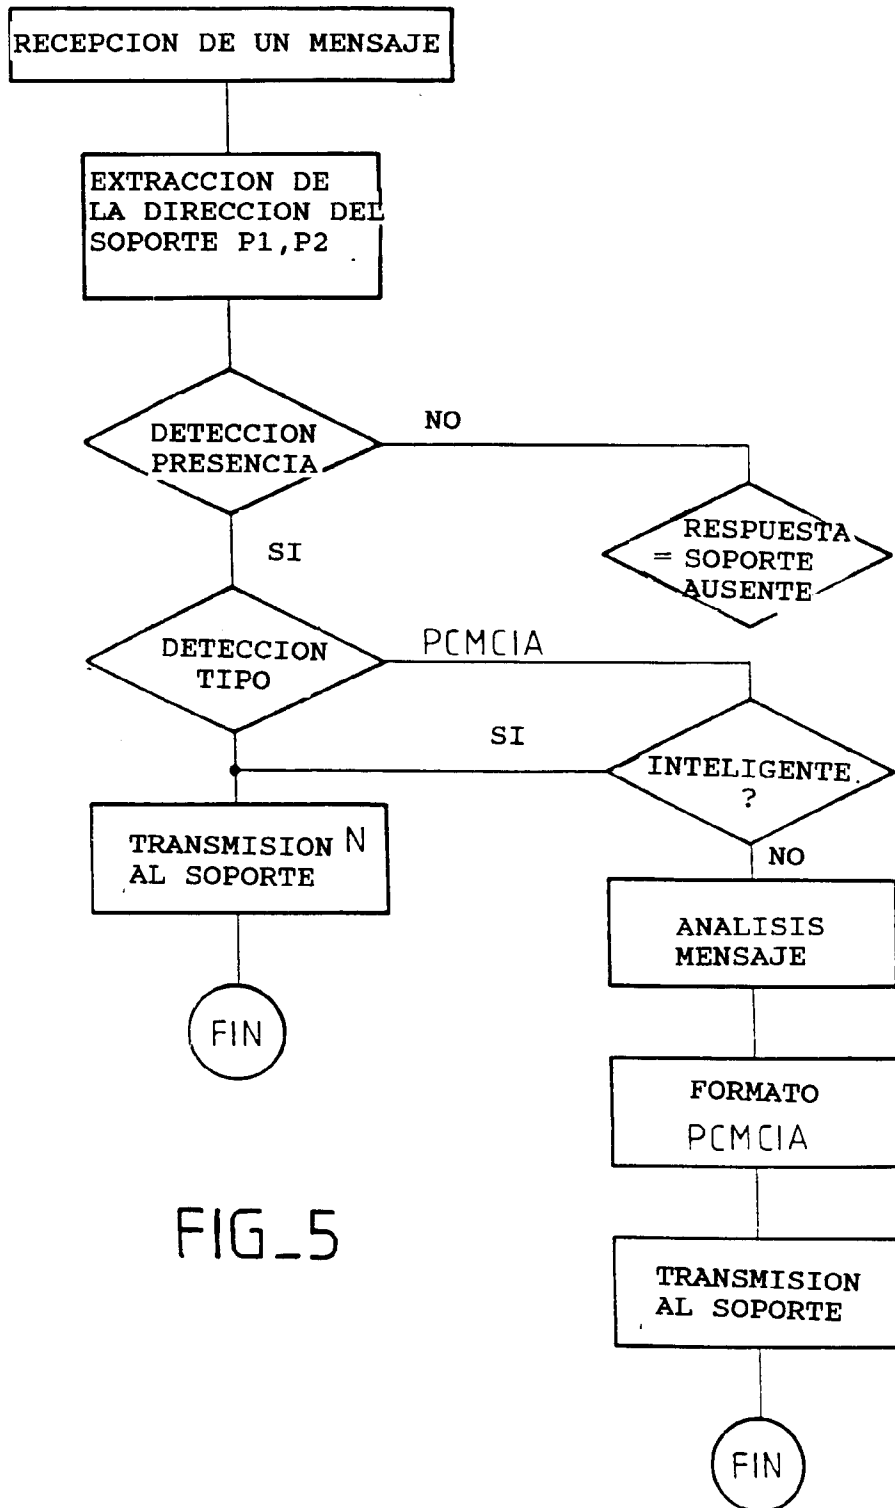 RECEPCION DE UN MENSAJE
EXTRACCION DE
LA DIRECCION DEL
SOPORTE P1,P2
DETECCION
PRESENCIA
NO
SI
RESPUESTA
= SOPORTE
AUSENTE
DETECCION
TIPO
PCMCIA
SI
INTELIGENTE.
?
NO
TRANSMISION N
AL SOPORTE
FIN
ANALISIS
MENSAJE
FORMATO
PCMCIA
TRANSMISION
AL SOPORTE
FIN
FIG_5